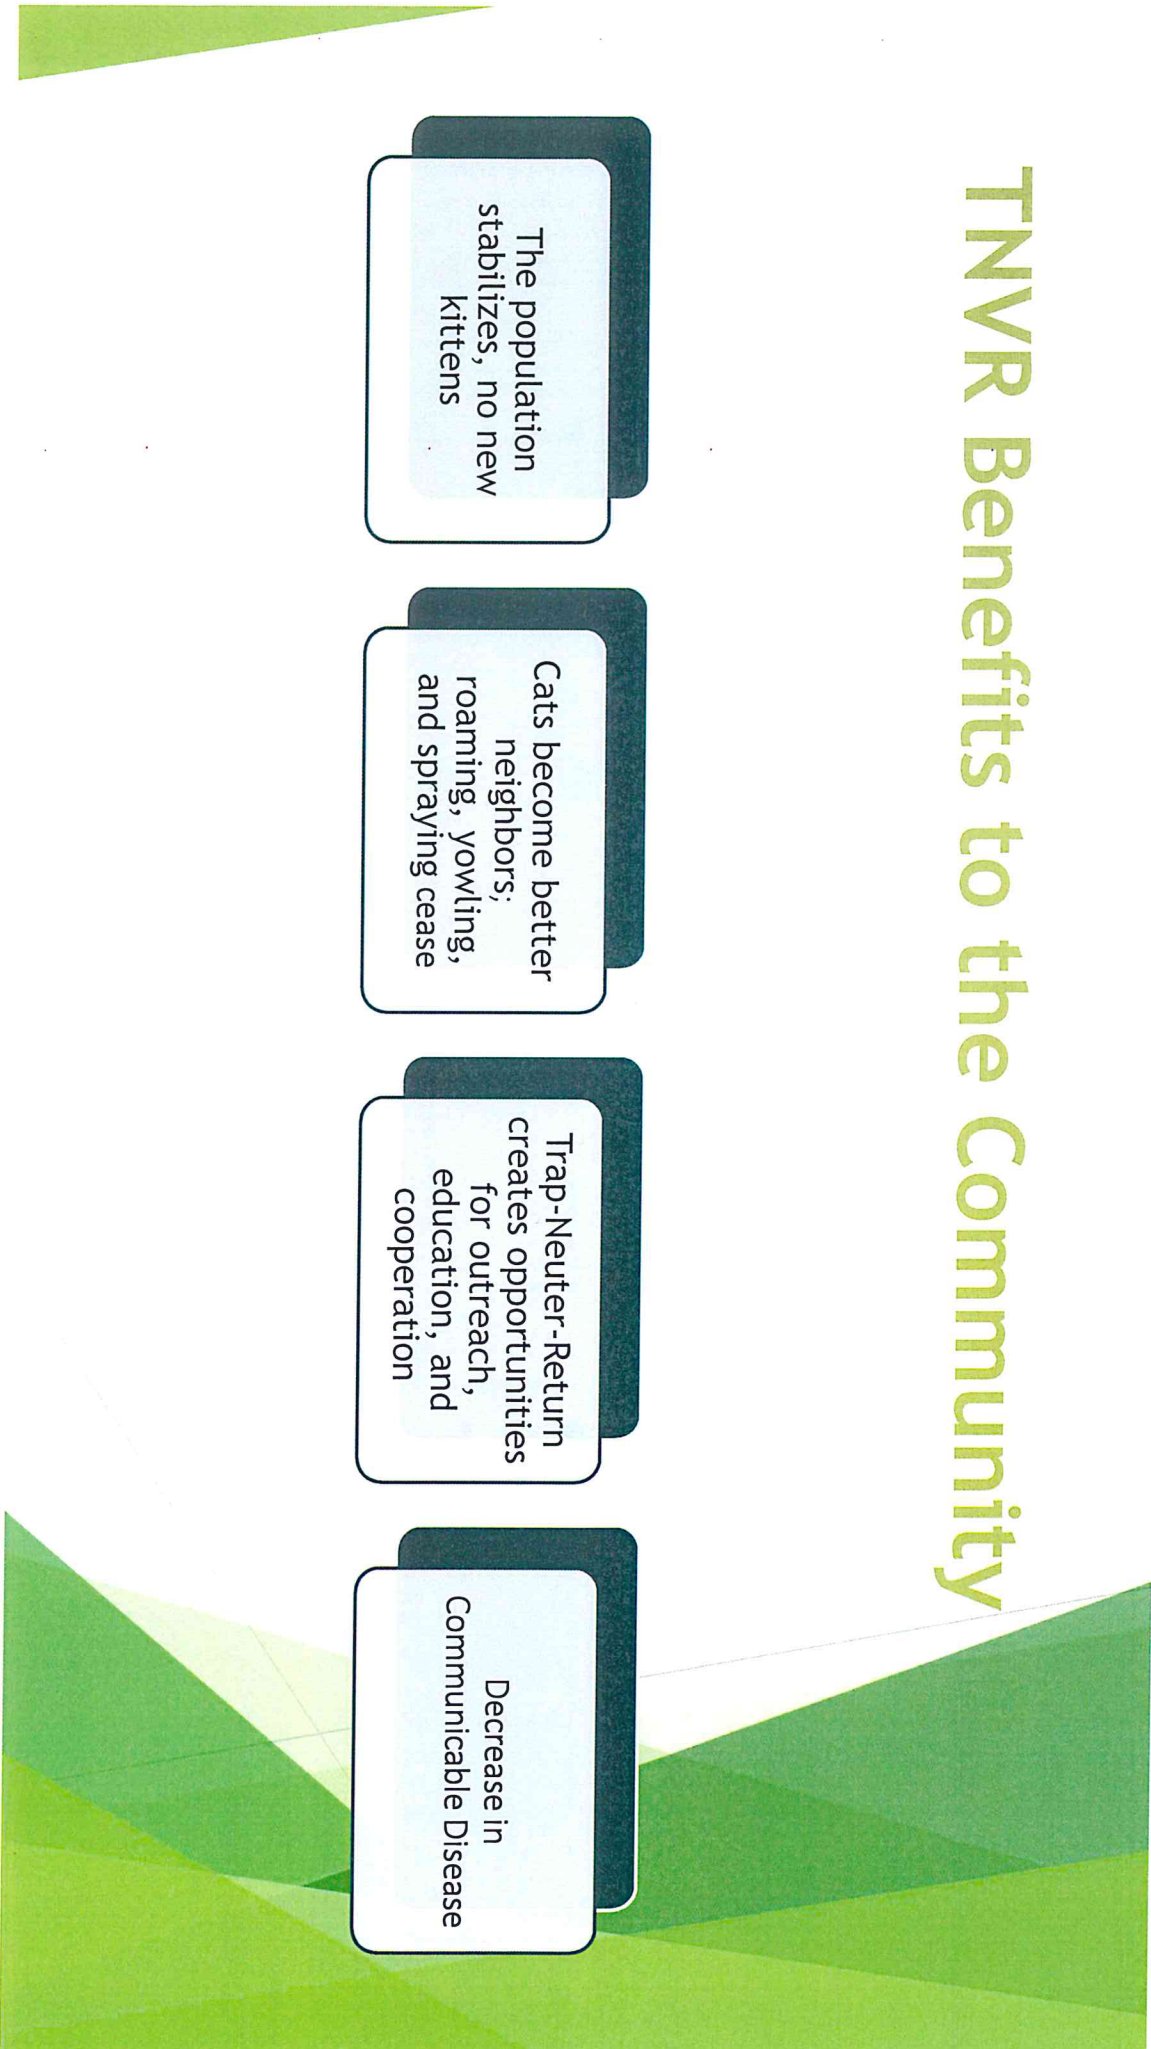 TNVR Benefits to the Community
The population
stabilizes, no new
kittens
Cats become better
neighbors;
roaming, yowling,
and spraying cease
Trap-Neuter-Return
creates opportunities
for outreach,
education, and
cooperation
Decrease in
Communicable Disease